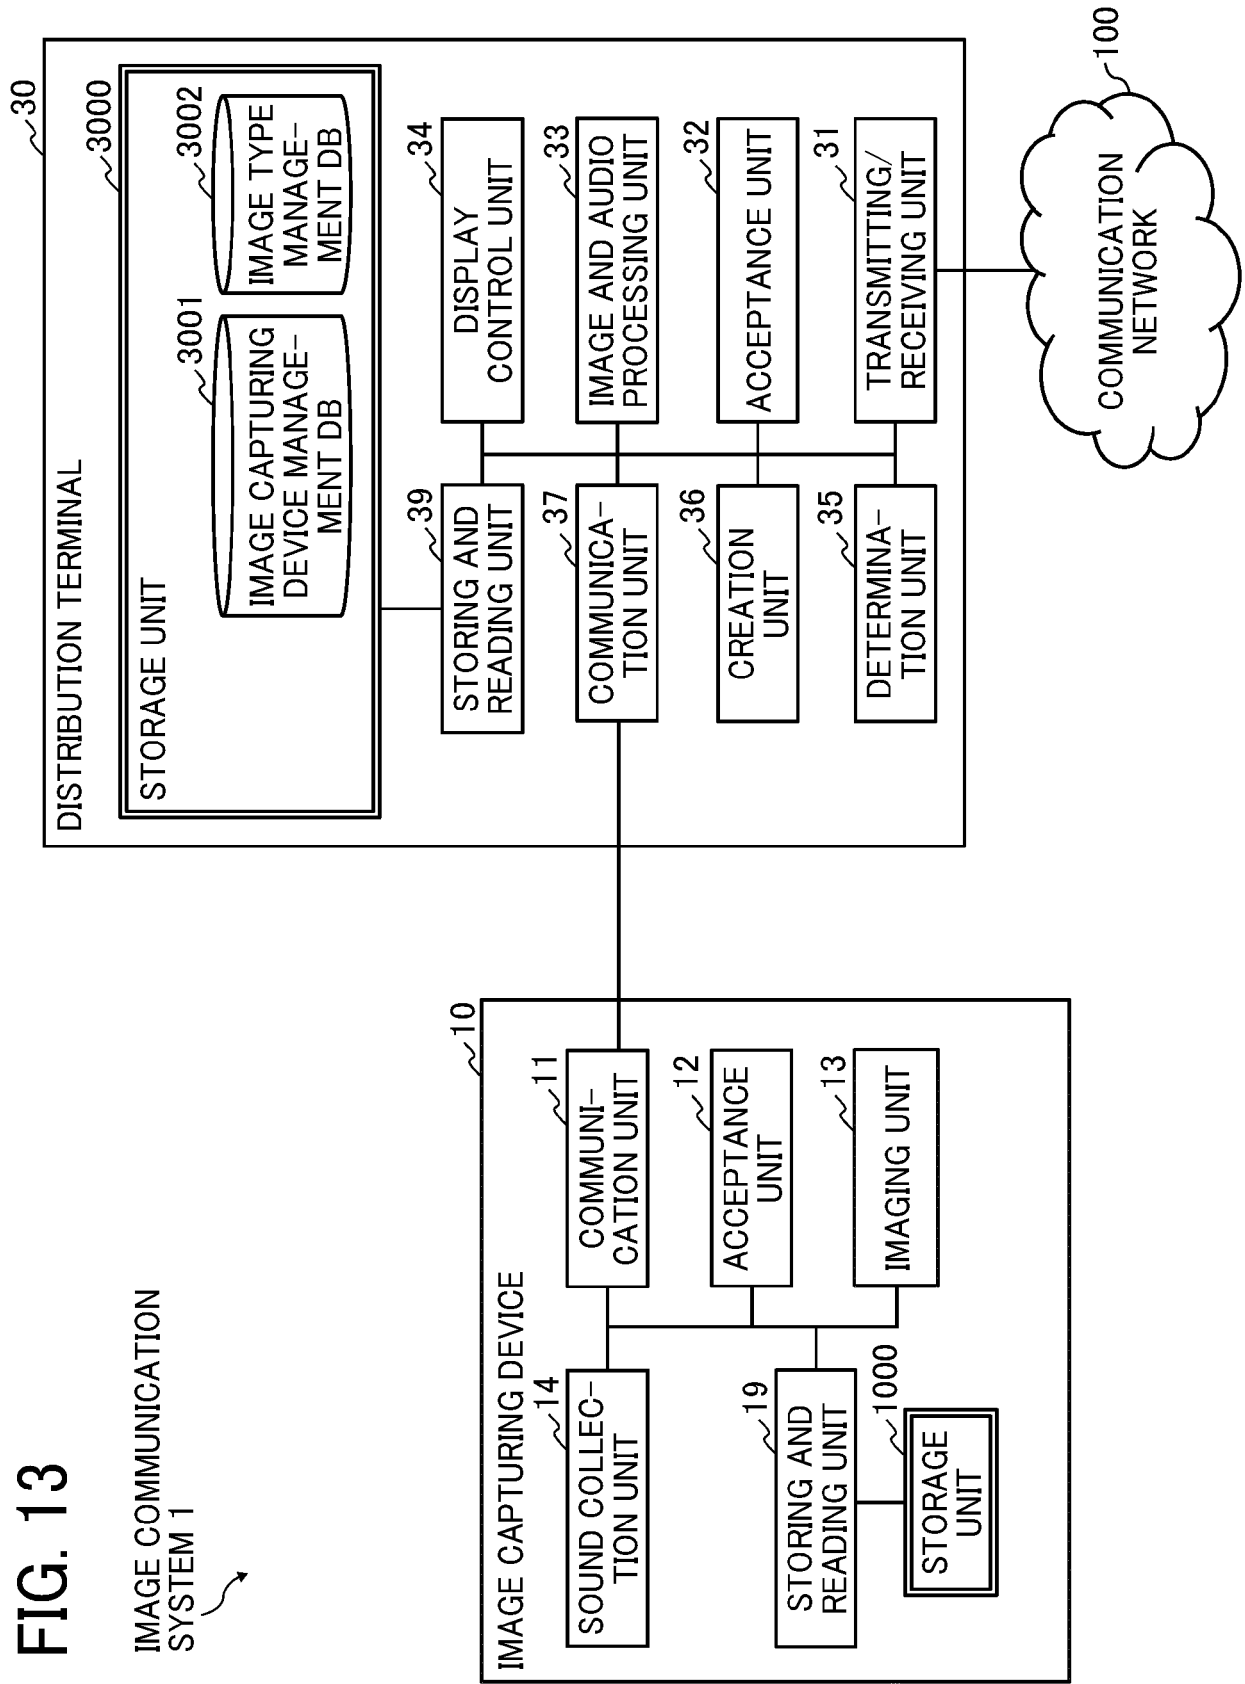 FIG. 13
IMAGE COMMUNICATION
SYSTEM 1
30
DISTRIBUTION TERMINAL
3000
STORAGE UNIT
3001
IMAGE CAPTURING
DEVICE MANAGE-
MENT DB
3002
IMAGE TYPE
MANAGE-
MENT DB
39
STORING AND
READING UNIT
34
DISPLAY
CONTROL UNIT
37
COMMUNICA-
TION UNIT
33
IMAGE AND AUDIO
PROCESSING UNIT
36
CREATION
UNIT
32
ACCEPTANCE UNIT
35
DETERMINA-
TION UNIT
31
TRANSMITTING/
RECEIVING UNIT
100
COMMUNICATION
NETWORK
10
IMAGE CAPTURING DEVICE
14
SOUND COLLEC-
TION UNIT
11
COMMUNI-
CATION UNIT
12
ACCEPTANCE
UNIT
19
STORING AND
READING UNIT
13
IMAGING UNIT
1000
STORAGE
UNIT